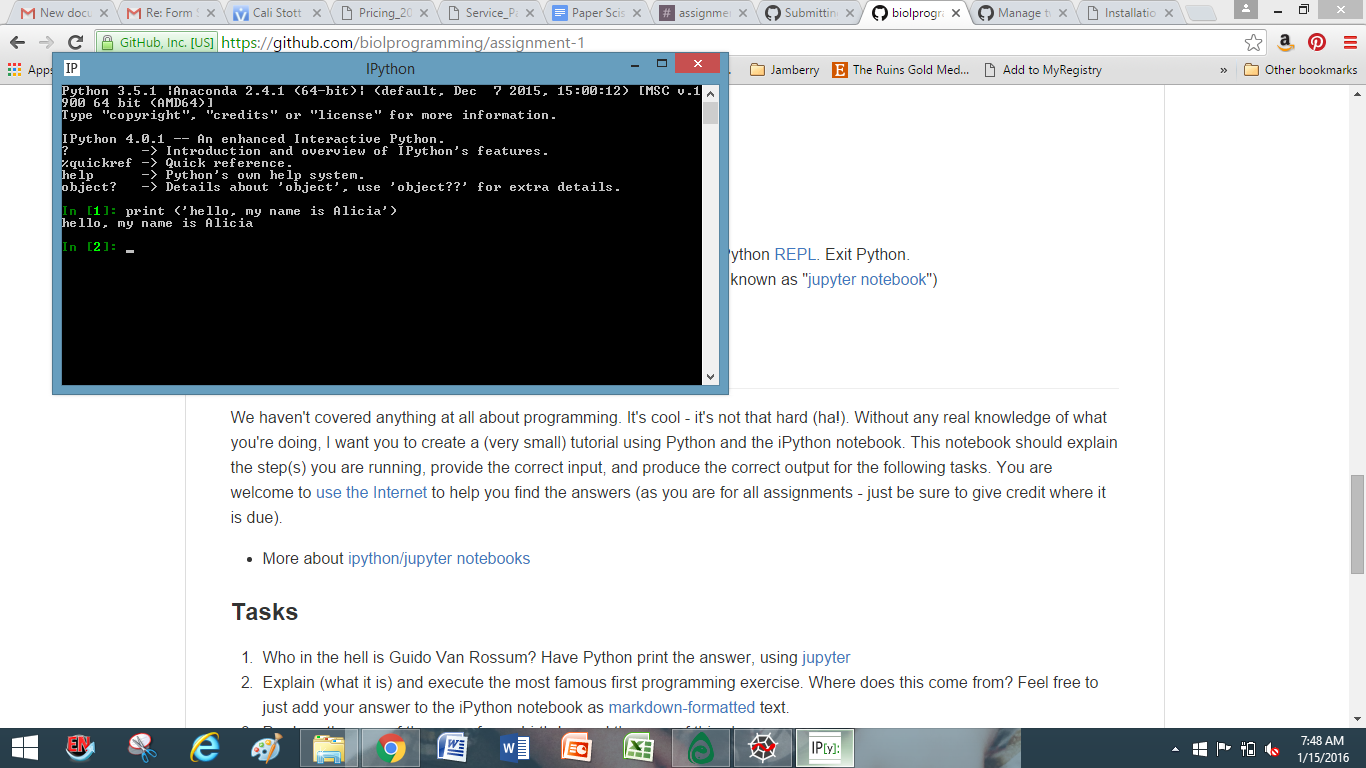 New docu
Re: Form S
Cali Stott
Pricing_20
Service_Pa
Paper Scis
assignme
Submittin
biolprogra
Manage t
Installatio
GitHub, Inc. [US] https://github.com/biolprogramming/assignment-1
Apps
Jamberry
The Ruins Gold Med...
Add to MyRegistry
»
Other bookmarks
IP IPython
Python 3.5.1 |Anaconda 2.4.1 (64-bit)| (default, Dec  7 2015, 15:00:12) [MSC v.1
900 64 bit (AMD64)]
Type "copyright", "credits" or "license" for more information.
IPython 4.0.1 -- An enhanced Interactive Python.
?         -> Introduction and overview of IPython's features.
%quickref -> Quick reference.
help      -> Python's own help system.
object?   -> Details about 'object', use 'object??' for extra details.
In [1]: print ('hello, my name is Alicia')
hello, my name is Alicia
In [2]: _
ython REPL. Exit Python.
known as "jupyter notebook")
We haven't covered anything at all about programming. It's cool - it's not that hard (ha!). Without any real knowledge of what
you're doing, I want you to create a (very small) tutorial using Python and the iPython notebook. This notebook should explain
the step(s) you are running, provide the correct input, and produce the correct output for the following tasks. You are
welcome to use the Internet to help you find the answers (as you are for all assignments - just be sure to give credit where it
is due).
• More about ipython/jupyter notebooks
Tasks
1. Who in the hell is Guido Van Rossum? Have Python print the answer, using jupyter
2. Explain (what it is) and execute the most famous first programming exercise. Where does this come from? Feel free to
just add your answer to the iPython notebook as markdown-formatted text.
EN
IP[y]:
7:48 AM
1/15/2016